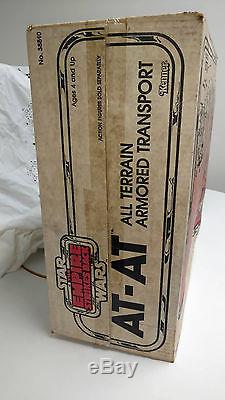 No. 38810
Ages 4 and Up
ACTION FIGURES SOLD SEPARATELY
Kenner
ALL TERRAIN
ARMORED TRANSPORT
AT-AT™
STAR
THE
EMPIRE
STRIKES BACK
WARS